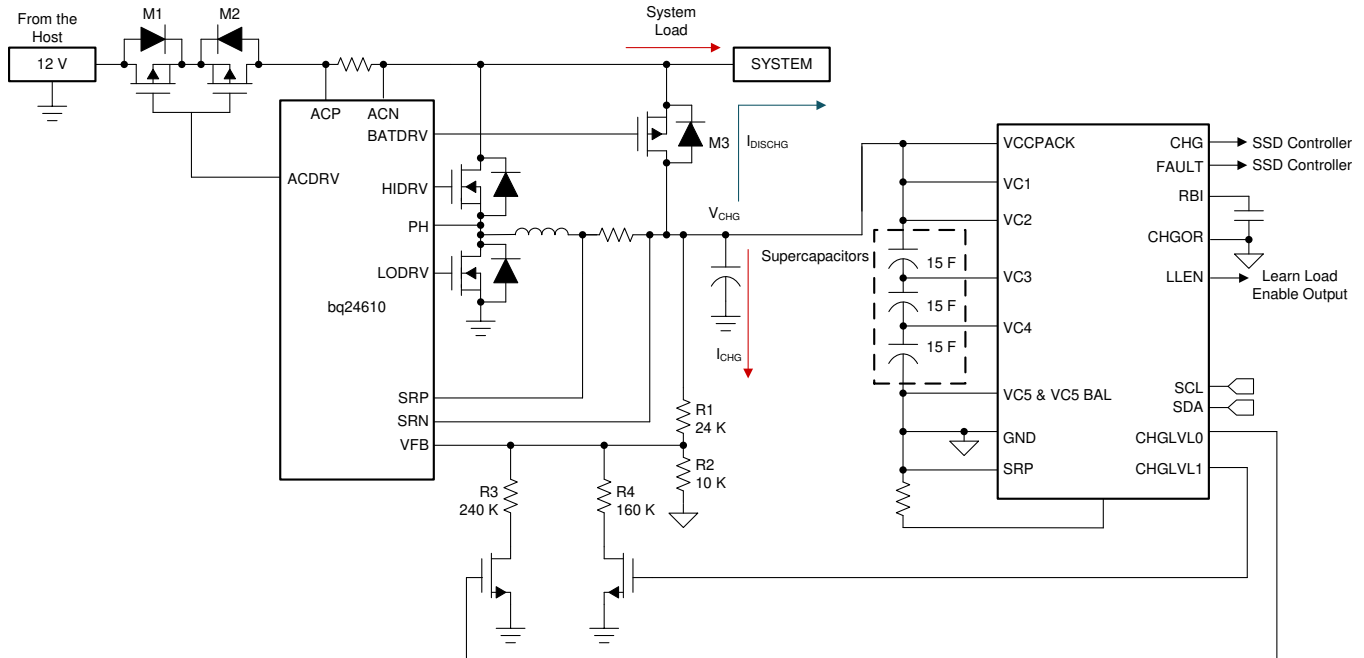 From the
Host
12 V
M1
M2
System
Load
SYSTEM
ACP
ACN
BATDRV
ACDRV
HIDRV
PH
LODRV
bq24610
SRP
SRN
VFB
M3
I_DISCHG
V_CHG
I_CHG
Supercapacitors
15 F
15 F
15 F
R1
24 K
R2
10 K
R3
240 K
R4
160 K
VCCPACK
VC1
VC2
VC3
VC4
VC5 & VC5 BAL
GND
SRP
CHG
FAULT
RBI
CHGOR
LLEN
SCL
SDA
CHGLVL0
CHGLVL1
SSD Controller
SSD Controller
Learn Load
Enable Output